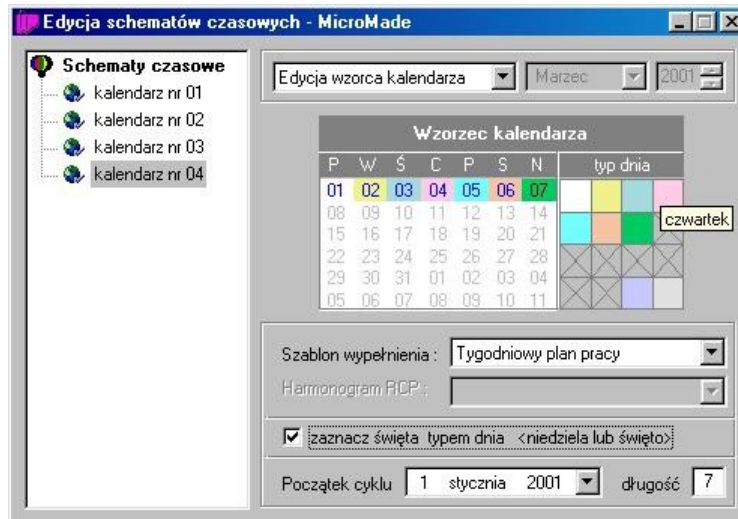 Edycja schematów czasowych - MicroMade
Schematy czasowe
kalendarz nr 01
kalendarz nr 02
kalendarz nr 03
kalendarz nr 04
Edycja wzorca kalendarza
Marzec
2001
Wzorzec kalendarza
P W Ś C P S N typ dnia
01 02 03 04 05 06 07
08 09 10 11 12 13 14
czwartek
15 16 17 18 19 20 21
22 23 24 25 26 27 28
29 30 31 01 02 03 04
05 06 07 08 09 10 11
Szablon wypełnienia : Tygodniowy plan pracy
Harmonogram RCP :
zaznacz święta typem dnia <niedziela lub święto>
Początek cyklu 1 stycznia 2001 długość 7